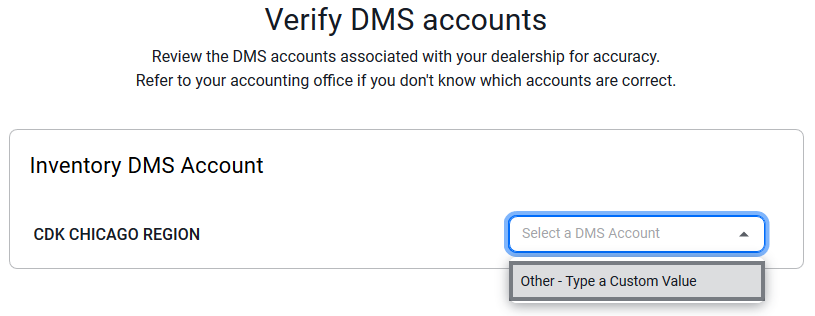 Verify DMS accounts
Review the DMS accounts associated with your dealership for accuracy.
Refer to your accounting office if you don't know which accounts are correct.
Inventory DMS Account
CDK CHICAGO REGION
Select a DMS Account
Other - Type a Custom Value